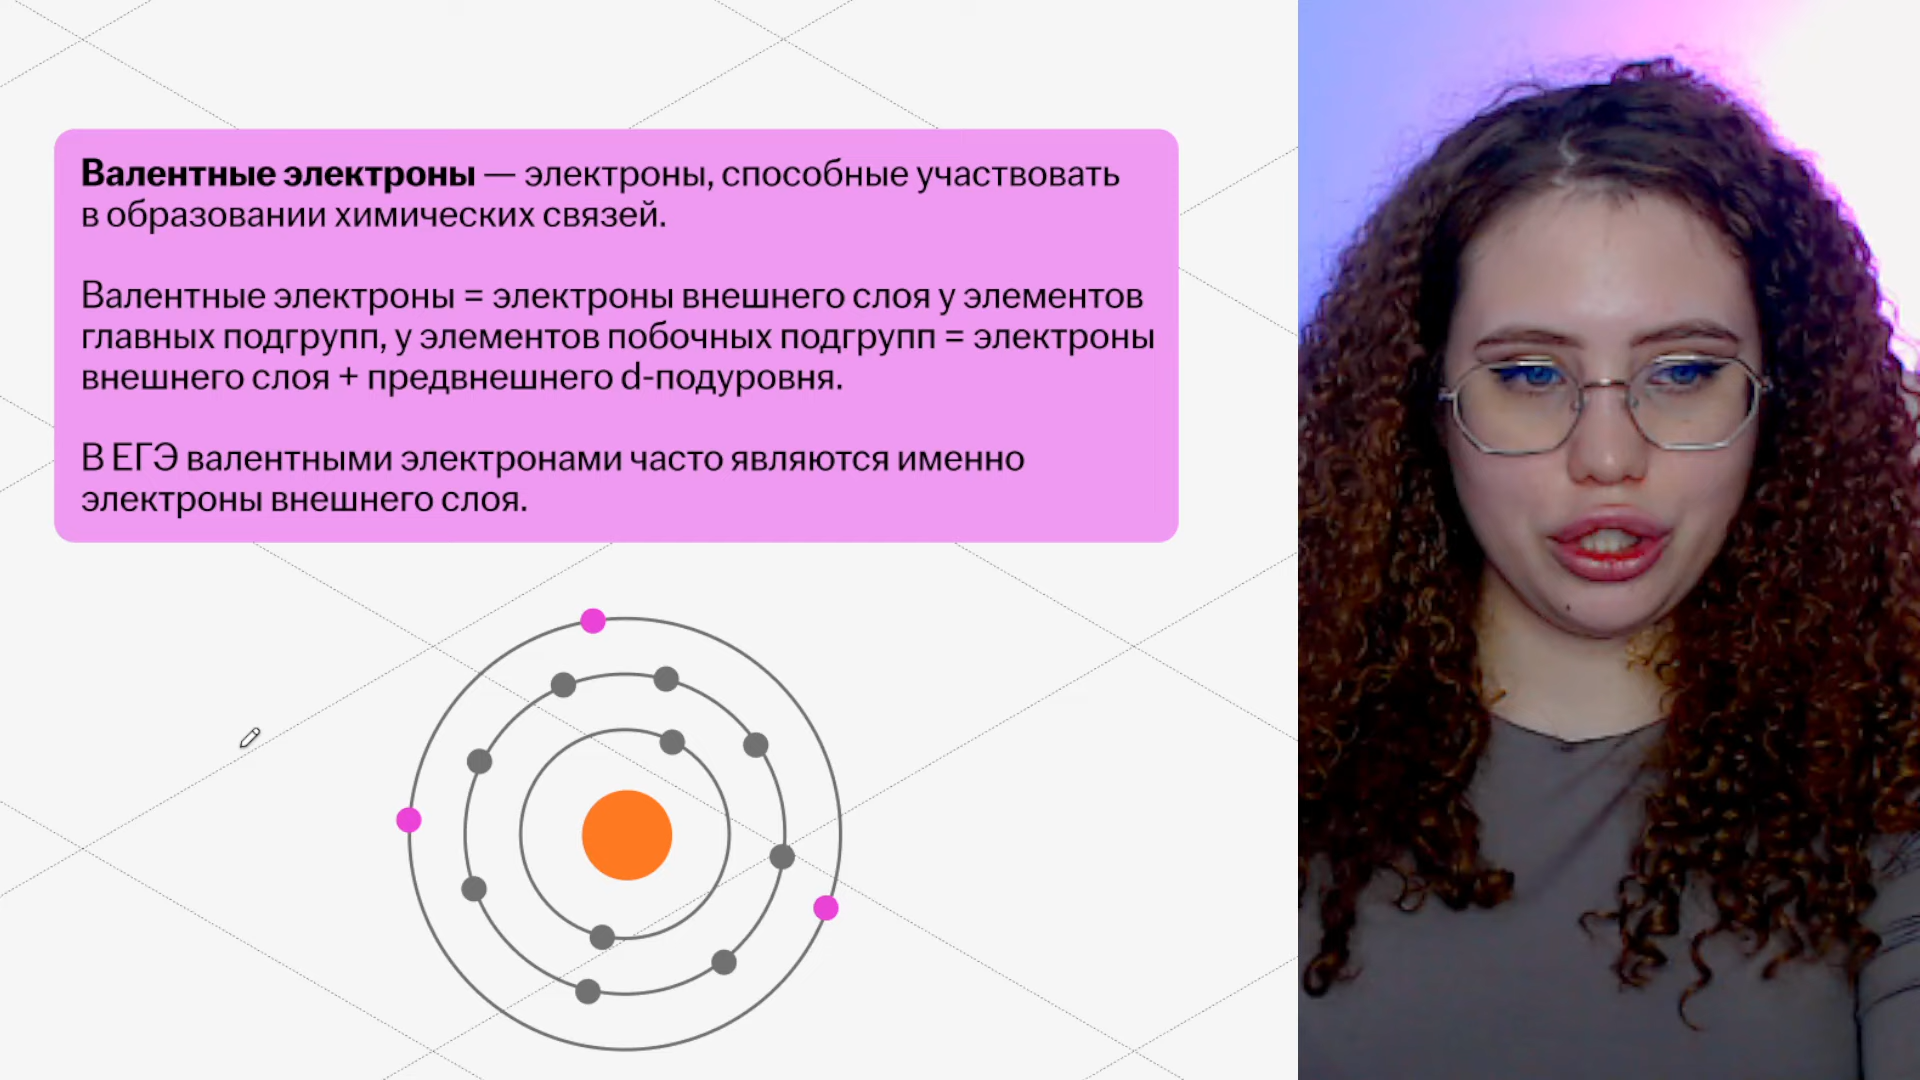 Валентные электроны — электроны, способные участвовать
в образовании химических связей.
Валентные электроны = электроны внешнего слоя у элементов
главных подгрупп, у элементов побочных подгрупп = электроны
внешнего слоя + предвнешнего d-подуровня.
В ЕГЭ валентными электронами часто являются именно
электроны внешнего слоя.